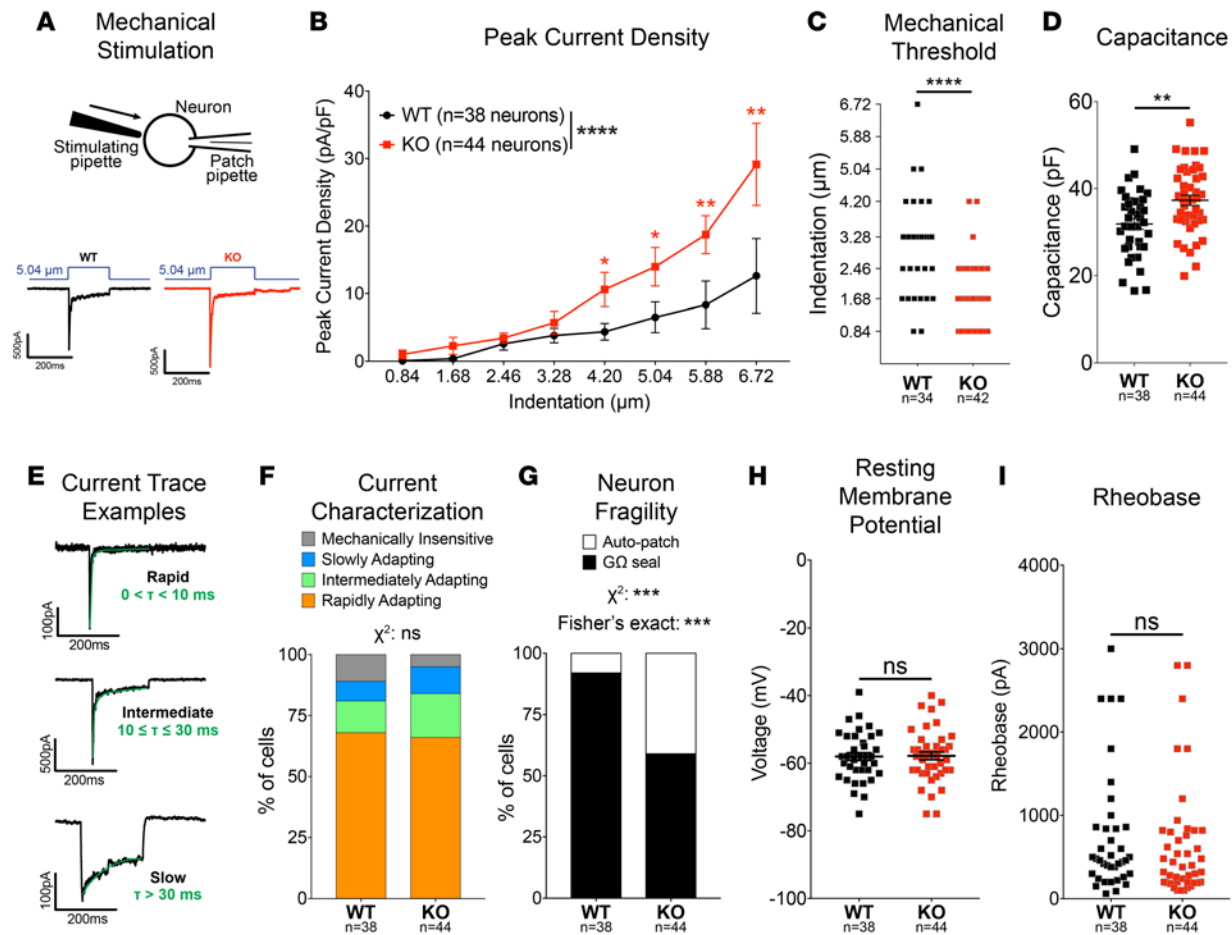 A Mechanical
Stimulation
Neuron
Stimulating
pipette
Patch
pipette
WT
5.04 µm
500pA
200ms
KO
5.04 µm
500pA
200ms
B Peak Current Density
WT (n=38 neurons)
KO (n=44 neurons)
****
* * ** **
Peak Current Density (pA/pF)
40
30
20
10
0
0.84 1.68 2.46 3.28 4.20 5.04 5.88 6.72
Indentation (µm)
C Mechanical
Threshold
****
Indentation (µm)
6.72
5.88
5.04
4.20
3.28
2.46
1.68
0.84
WT KO
n=34 n=42
D Capacitance
**
Capacitance (pF)
60
40
20
0
WT KO
n=38 n=44
E Current Trace
Examples
Rapid
0 < τ < 10 ms
100pA
200ms
Intermediate
10 ≤ τ ≤ 30 ms
500pA
200ms
Slow
τ > 30 ms
100pA
200ms
F Current
Characterization
Mechanically Insensitive
Slowly Adapting
Intermediately Adapting
Rapidly Adapting
χ²: ns
% of cells
100
75
50
25
0
WT KO
n=38 n=44
G Neuron
Fragility
Auto-patch
GΩ seal
χ²: ***
Fisher's exact: ***
% of cells
100
75
50
25
0
WT KO
n=38 n=44
H Resting
Membrane
Potential
ns
Voltage (mV)
0
-20
-40
-60
-80
-100
WT KO
n=38 n=44
I Rheobase
ns
Rheobase (pA)
4000
3000
2000
1000
0
WT KO
n=38 n=44